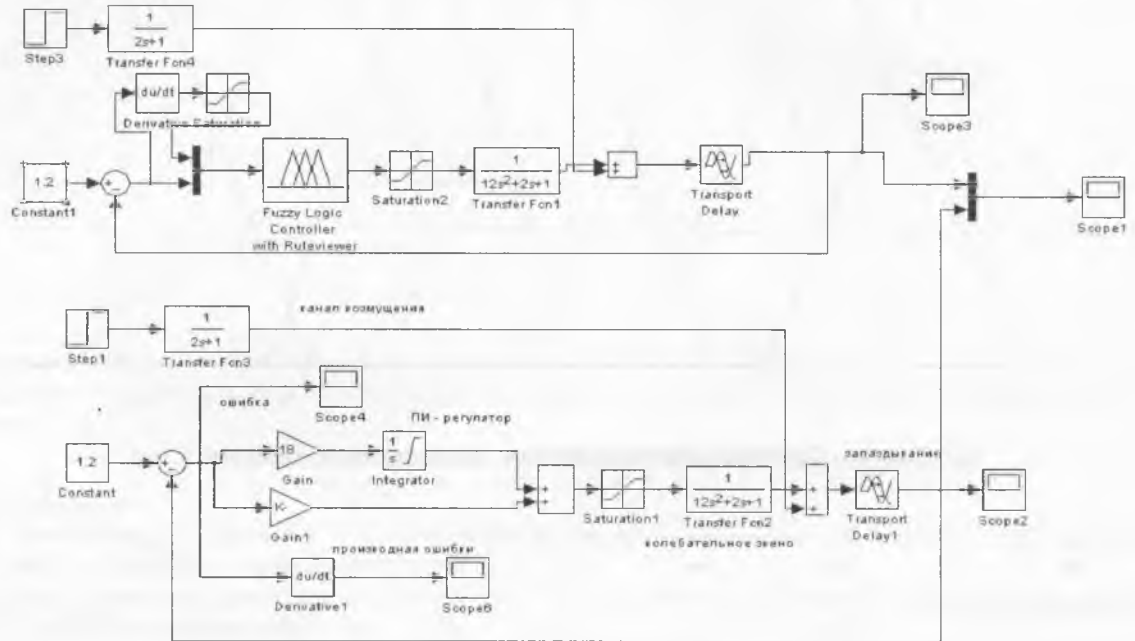 1
2s+1
Step3
Transfer Fcn4
du/dt
Derivative Saturation
Scope3
1.2
+
-
Constant1
Fuzzy Logic
Controller
with Ruleviewer
Saturation2
1
12s²+2s+1
Transfer Fcn1
+
+
Transport
Delay
Scope1
канал возмущения
1
2s+1
Step1
Transfer Fcn3
ошибка
Scope4
ПИ - регулятор
1.2
+
-
Constant
18
Gain
1
s
Integrator
K-
Gain1
+
+
Saturation1
1
12s²+2s+1
Transfer Fcn2
колебательное звено
+
+
запаздывание
Transport
Delay1
Scope2
производная ошибки
du/dt
Derivative1
Scope6